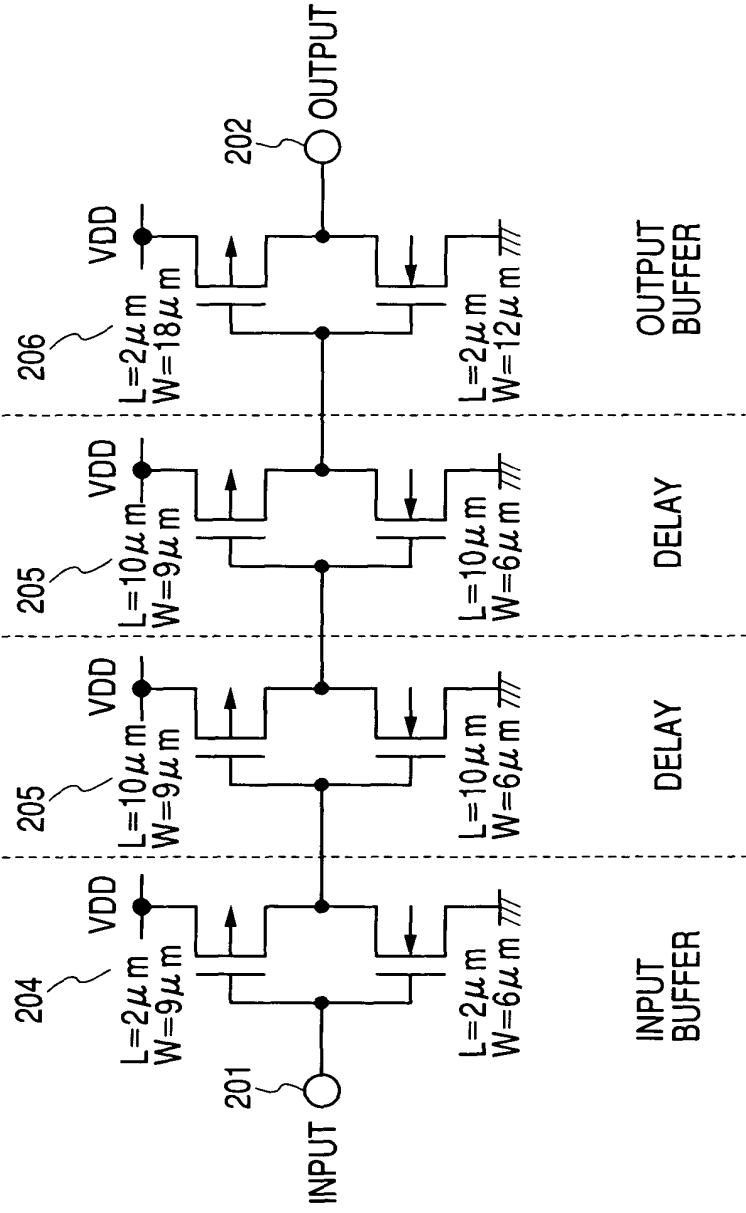 INPUT
201
204
L=2μm
W=9μm
VDD
L=2μm
W=6μm
INPUT
BUFFER
205
L=10μm
W=9μm
VDD
L=10μm
W=6μm
DELAY
205
L=10μm
W=9μm
VDD
L=10μm
W=6μm
DELAY
206
L=2μm
W=18μm
VDD
L=2μm
W=12μm
OUTPUT
BUFFER
202
OUTPUT